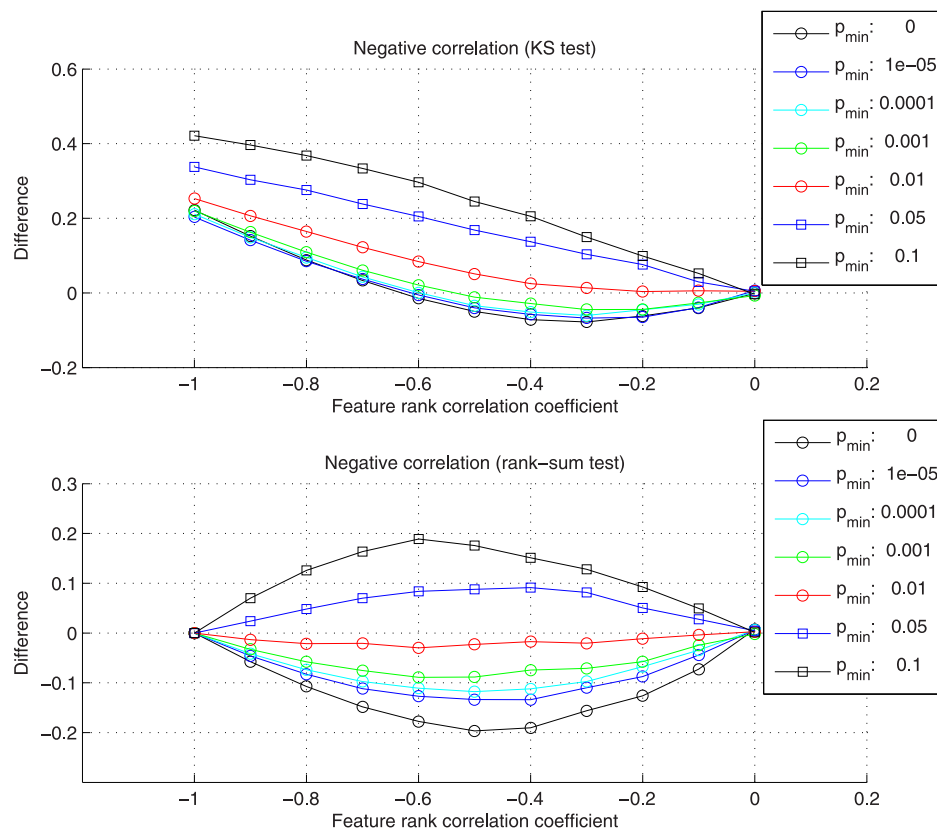 Negative correlation (KS test)
p_min: 0
p_min: 1e−05
p_min: 0.0001
p_min: 0.001
p_min: 0.01
p_min: 0.05
p_min: 0.1
Difference
0.6
0.4
0.2
0
−0.2
−1 −0.8 −0.6 −0.4 −0.2 0 0.2
Feature rank correlation coefficient
Negative correlation (rank−sum test)
p_min: 0
p_min: 1e−05
p_min: 0.0001
p_min: 0.001
p_min: 0.01
p_min: 0.05
p_min: 0.1
Difference
0.3
0.2
0.1
0
−0.1
−0.2
−1 −0.8 −0.6 −0.4 −0.2 0 0.2
Feature rank correlation coefficient